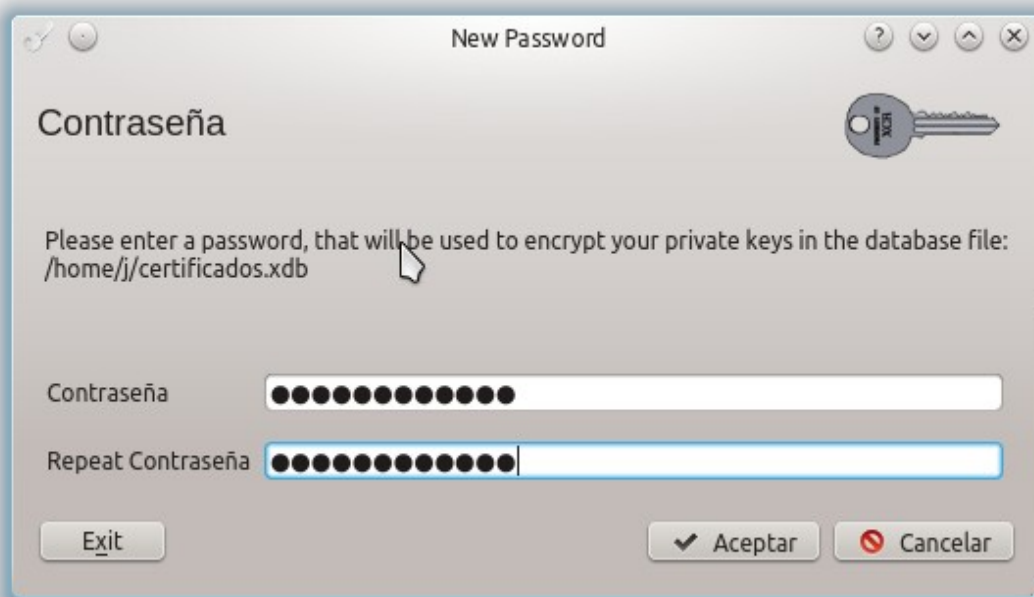 New Password
Contraseña
XCA
Please enter a password, that will be used to encrypt your private keys in the database file:
/home/j/certificados.xdb
Contraseña ●●●●●●●●●●●●
Repeat Contraseña ●●●●●●●●●●●●
Exit
Aceptar
Cancelar